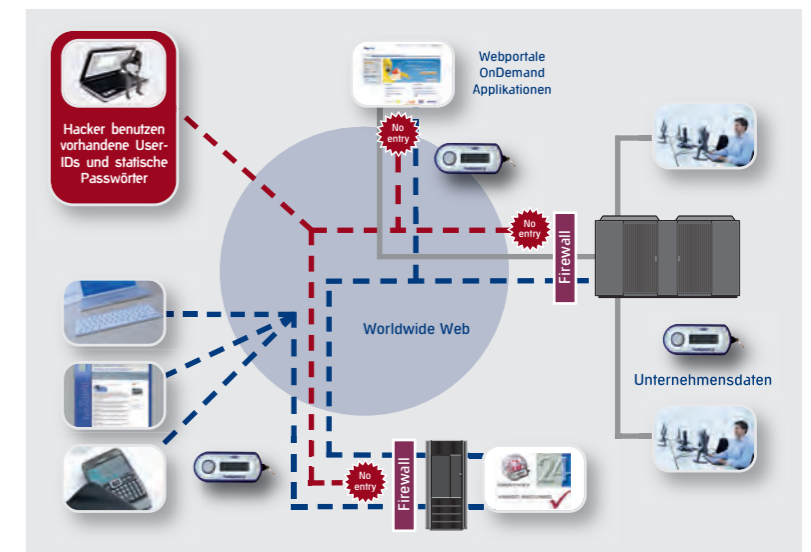 Hacker benutzen
vorhandene User-
IDs und statische
Passwörter
Webportale
OnDemand
Applikationen
No
entry
No
entry
Firewall
Worldwide Web
Unternehmensdaten
No
entry
Firewall
24